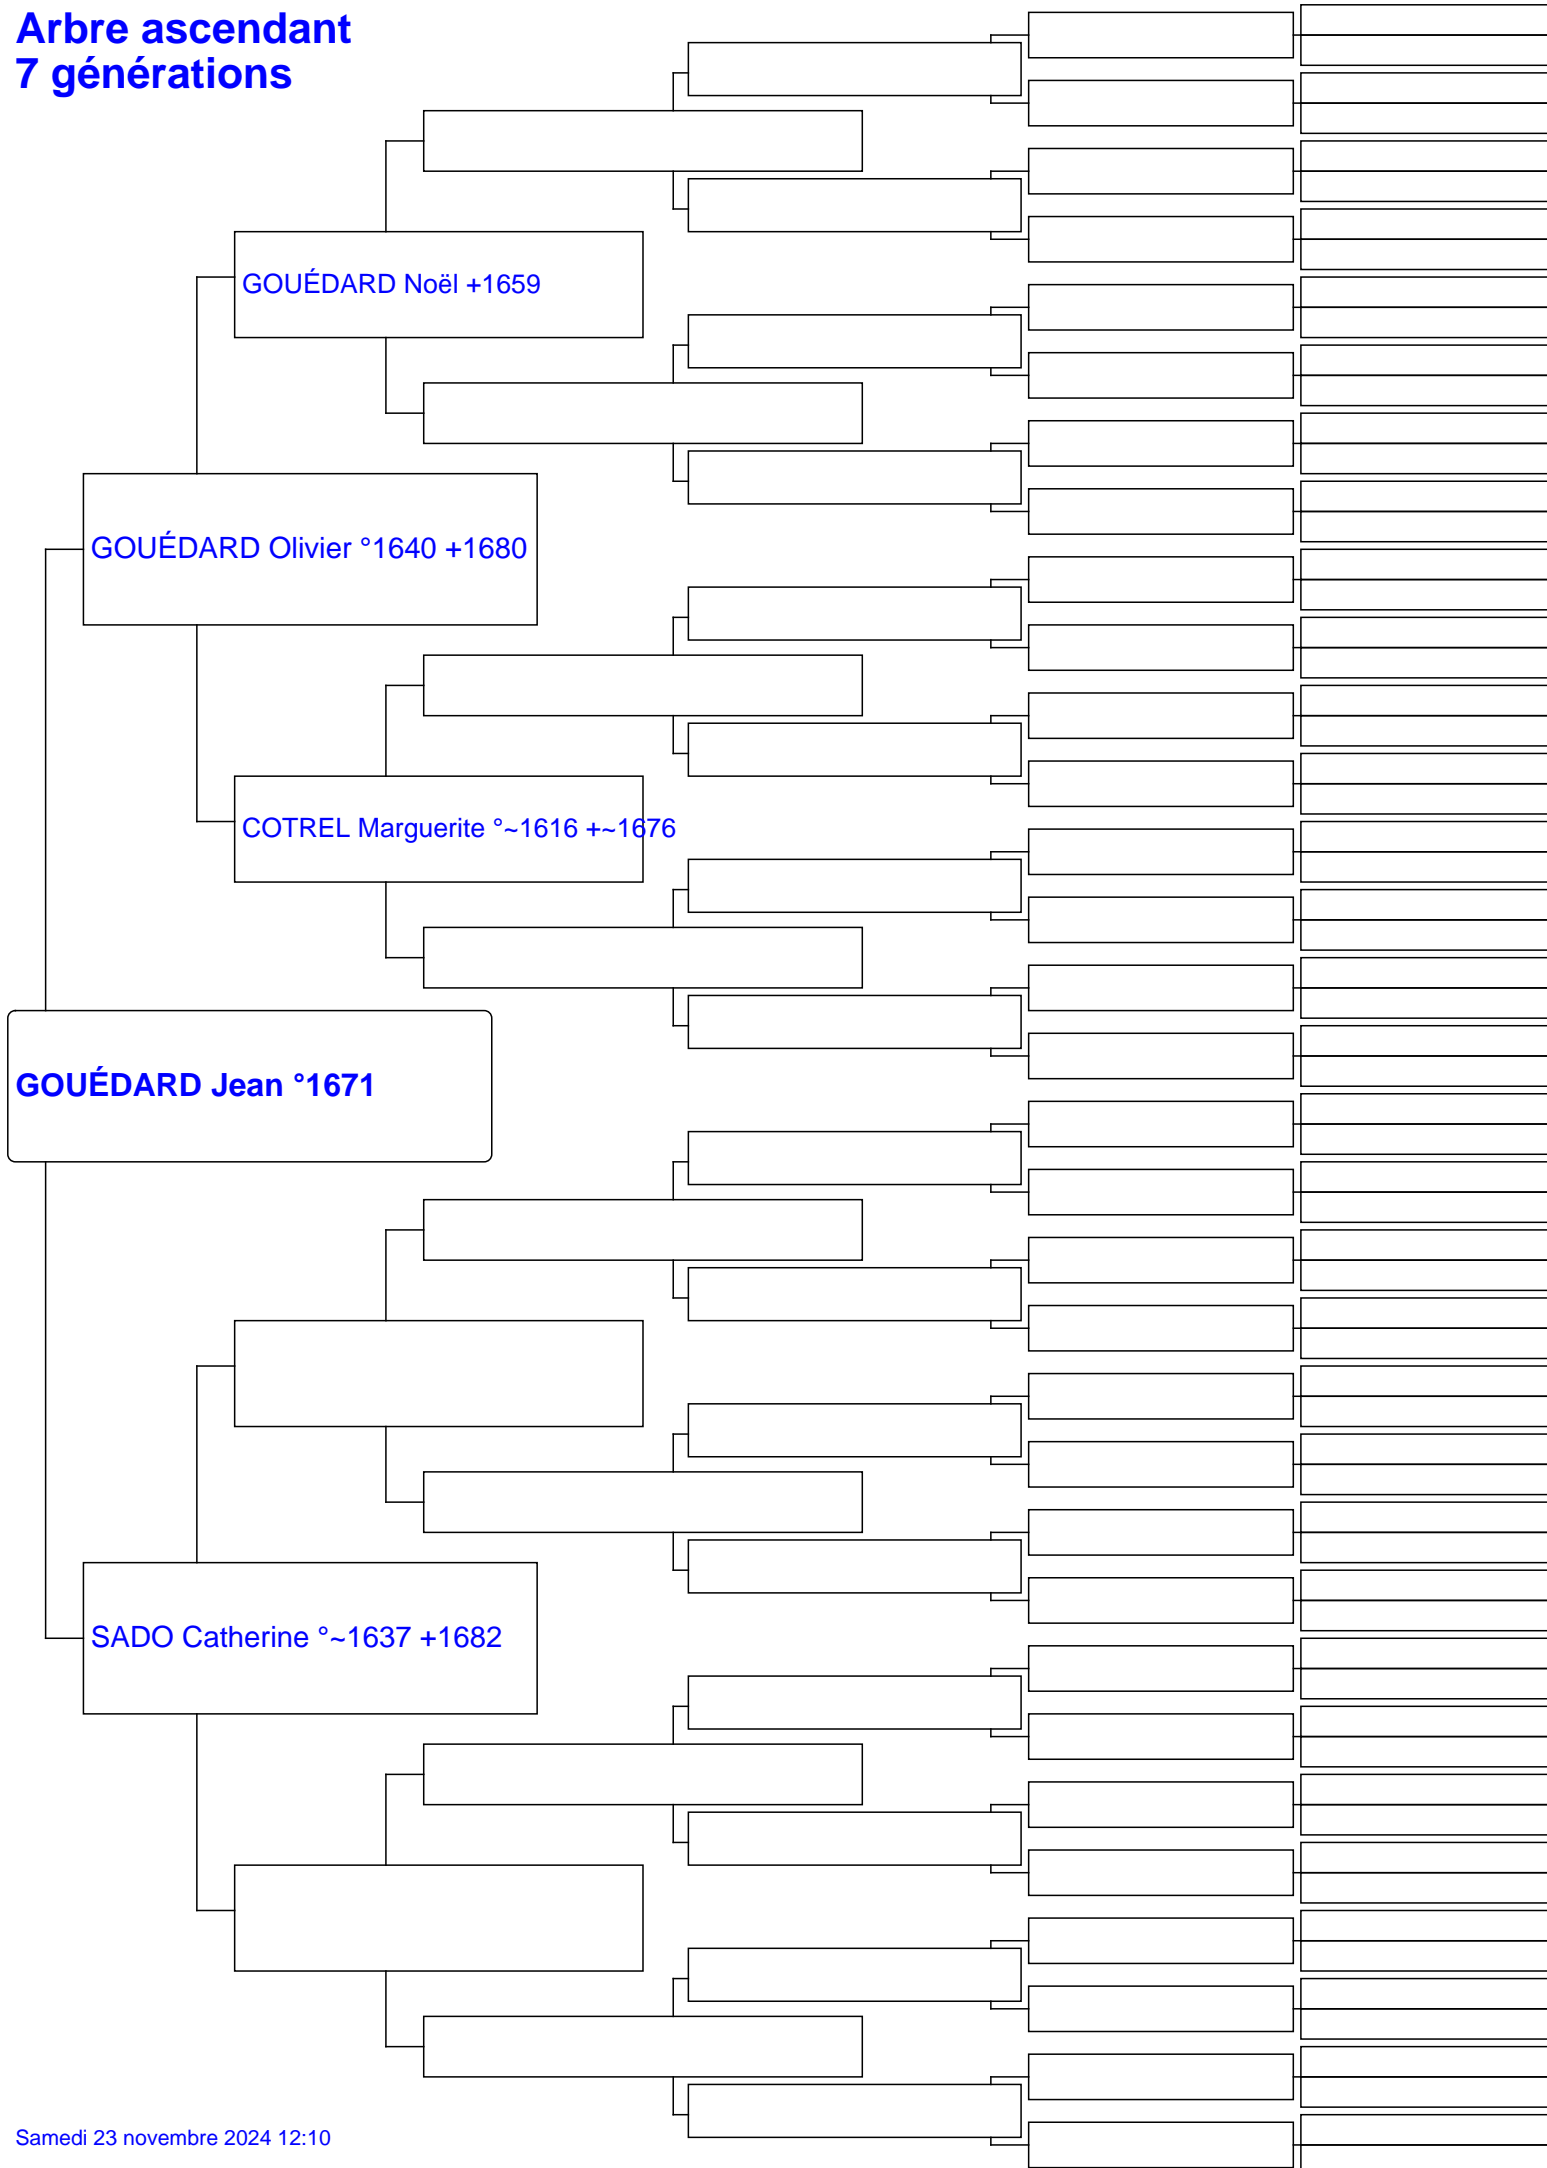 Arbre ascendant
7 générations
GOUÉDARD Noël +1659
GOUÉDARD Olivier °1640 +1680
COTREL Marguerite °~1616 +~1676
GOUÉDARD Jean °1671
SADO Catherine °~1637 +1682
Samedi 23 novembre 2024 12:10